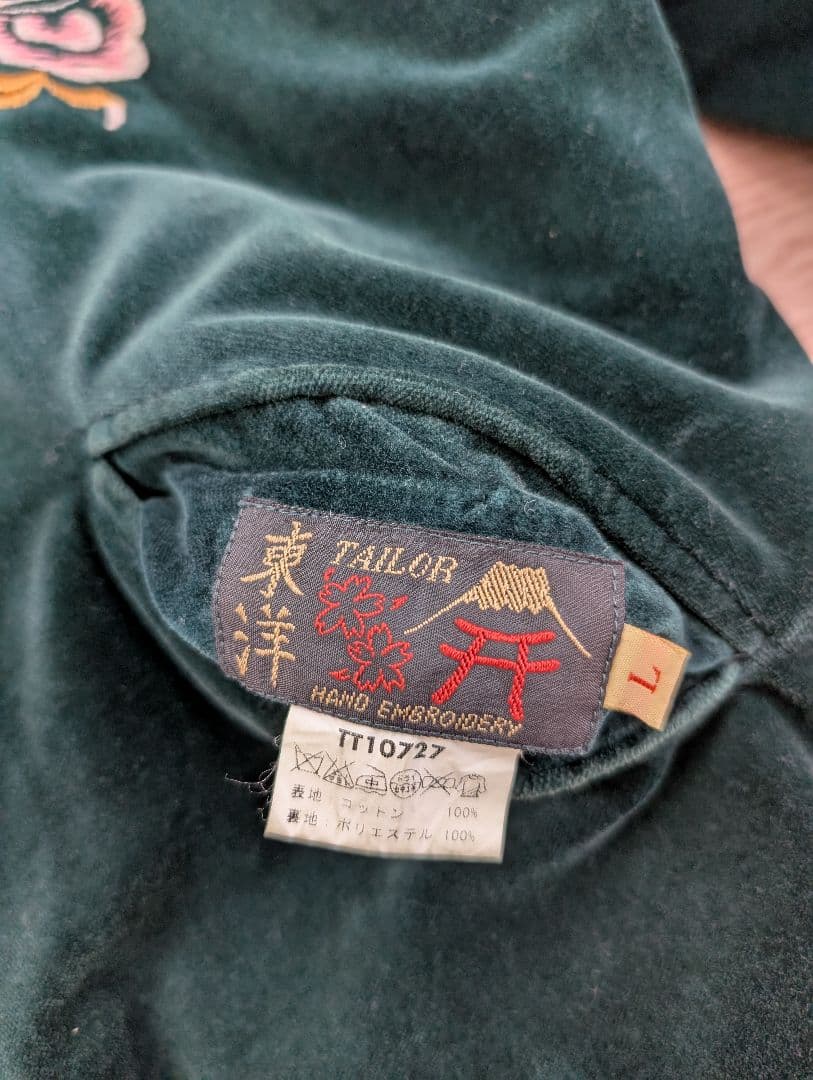 東洋
TAILOR
HAND EMBROIDERY
L
TT10727
中
表地 コットン 100%
裏地:ポリエステル 100%